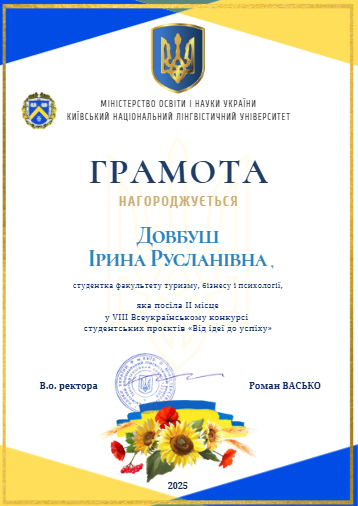 МІНІСТЕРСТВО ОСВІТИ І НАУКИ УКРАЇНИ
КИЇВСЬКИЙ НАЦІОНАЛЬНИЙ ЛІНГВІСТИЧНИЙ УНІВЕРСИТЕТ
ГРАМОТА
НАГОРОДЖУЄТЬСЯ
ДОВБУШ
ІРИНА РУСЛАНІВНА ,
студентка факультету туризму, бізнесу і психології,
яка посіла ІІ місце
у VIII Всеукраїнському конкурсі
студентських проєктів «Від ідеї до успіху»
В.о. ректора
Роман ВАСЬКО
2025